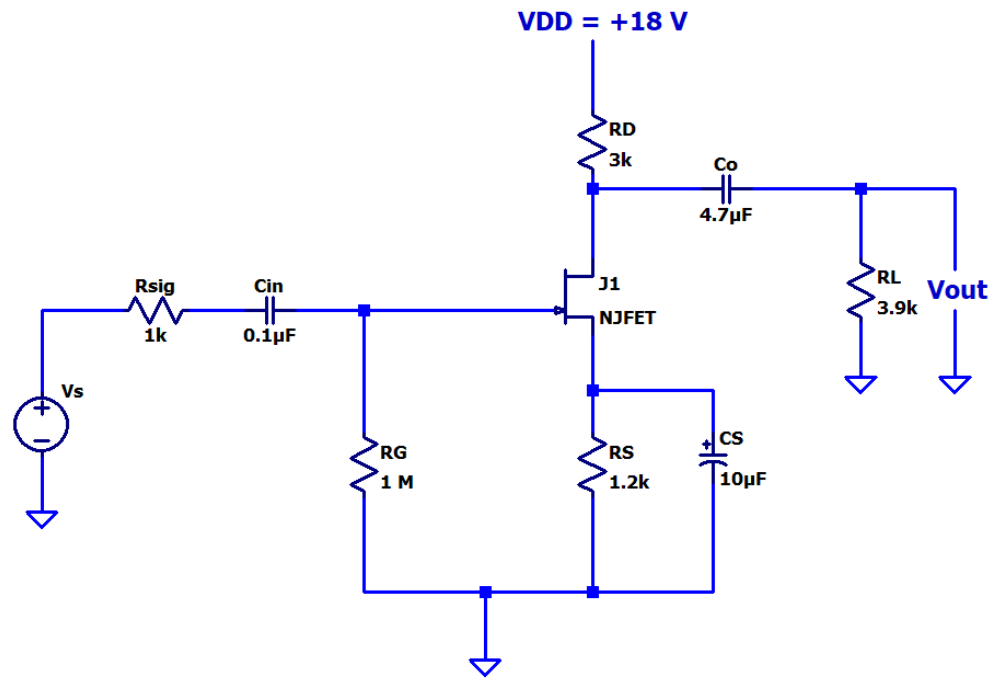 VDD = +18 V
RD
3k
Co
4.7µF
Rsig
1k
Cin
0.1µF
J1
NJFET
RL
3.9k
Vout
Vs
+
−
RG
1 M
RS
1.2k
+
CS
10µF